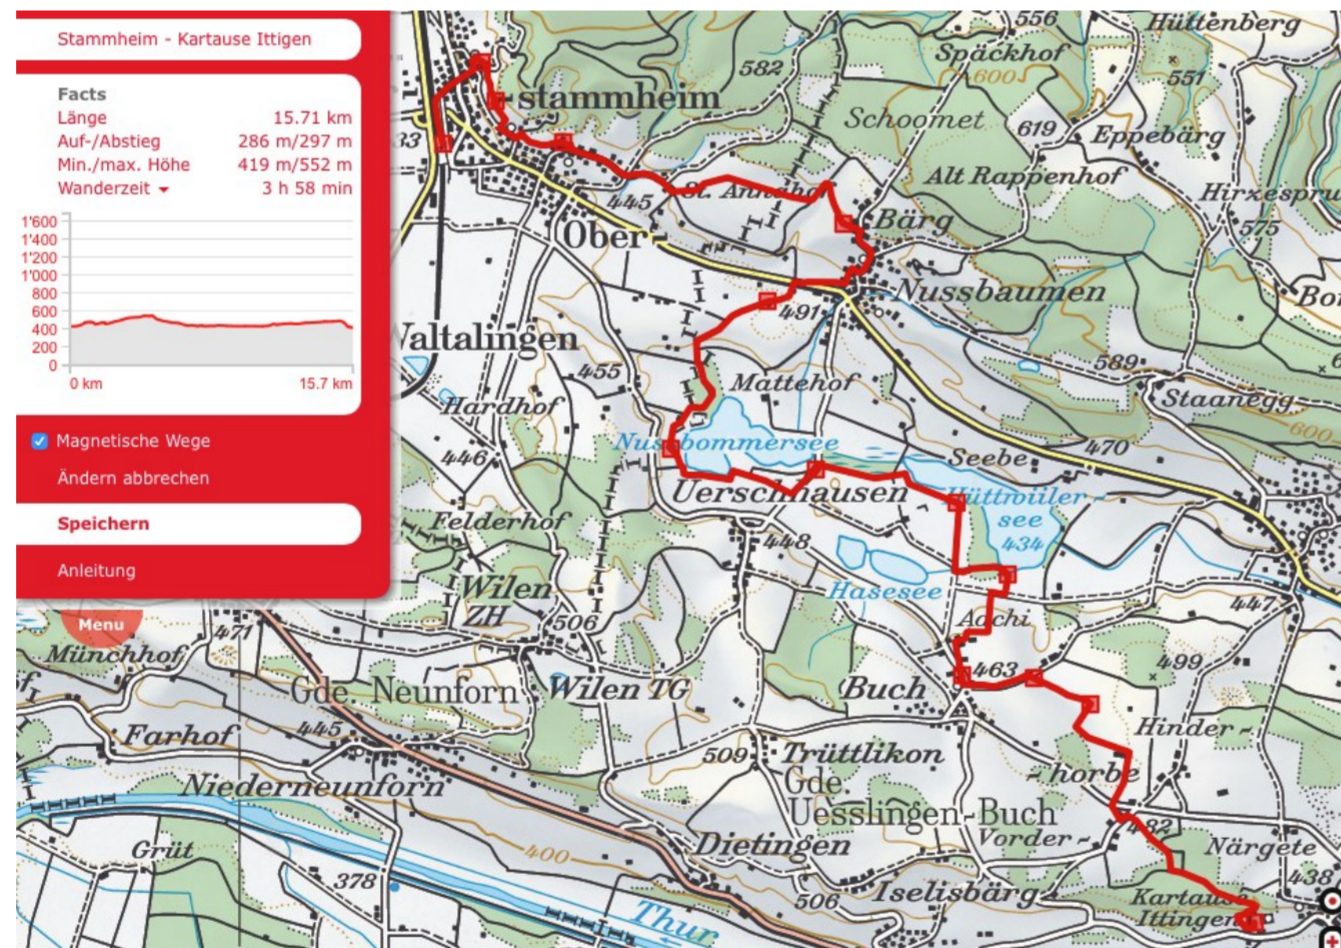 Stammheim - Kartause Ittigen
Facts
Länge 15.71 km
Auf-/Abstieg 286 m/297 m
Min./max. Höhe 419 m/552 m
Wanderzeit 3 h 58 min
1'600
1'400
1'200
1'000
800
600
400
200
0
0 km 15.7 km
Magnetische Wege
Ändern abbrechen
Speichern
Anleitung
Menu
556
Hüttenberg
Späckhof
582
600
551
-stammheim
Schoomet
619
Eppebärg
33
Alt Rappenhof
445
St. Annahof
Bärg
575
Ober-
Nussbaumen
491
Waltalingen
589
455
Mattehof
Staanegg
Hardhof
600
Nussbommersee
446
470
Seebe
Uerschhausen
Hüttwiiler-
see
434
Felderhof
448
Hasesee
Wilen
ZH
506
447
Aachi
471
Münchhof
463
499
Gde. Neunforn
Wilen TG
Buch
445
Farhof
509
Trüttlikon
Hinder-
Gde.
-horbe
Niederneunforn
Uesslingen-Buch
482
Vorder-
Dietingen
Närgete
Grüt
400
378
506
Iselisbärg
438
Kartause
Ittingen
Thur